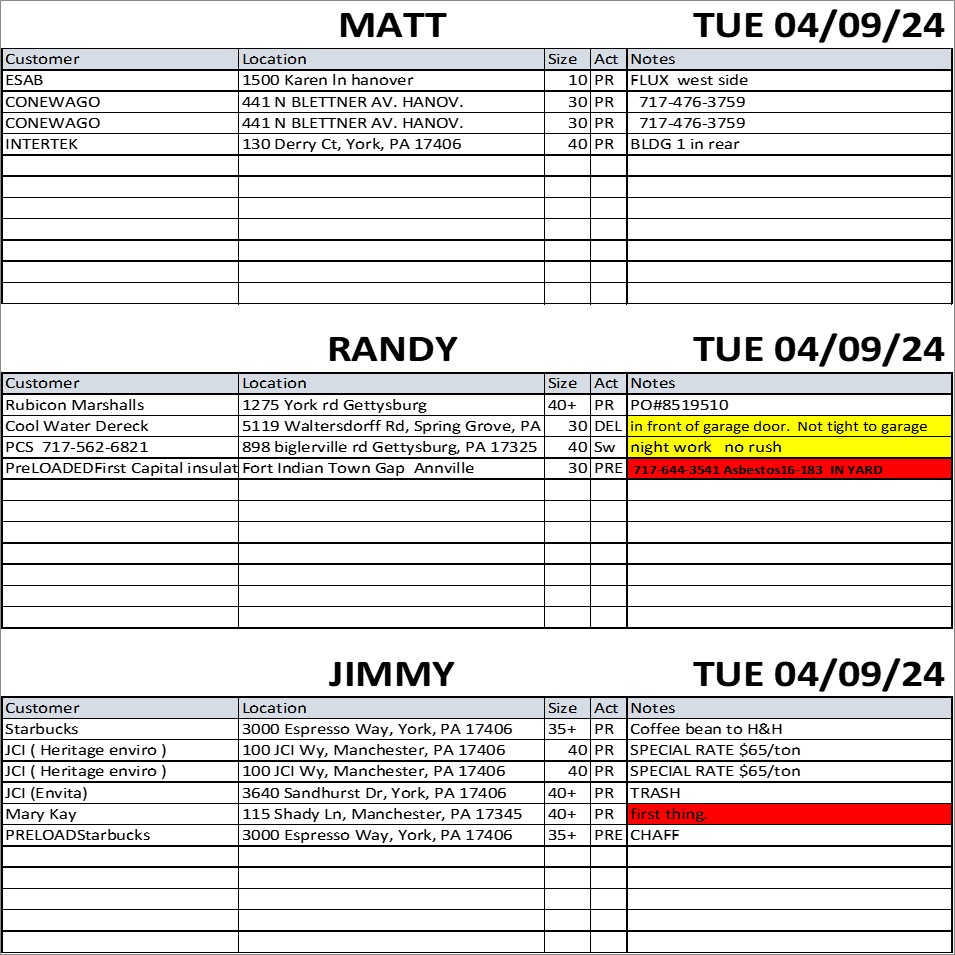 MATT TUE 04/09/24
Customer Location Size Act Notes
ESAB 1500 Karen ln hanover 10 PR FLUX west side
CONEWAGO 441 N BLETTNER AV. HANOV. 30 PR 717-476-3759
CONEWAGO 441 N BLETTNER AV. HANOV. 30 PR 717-476-3759
INTERTEK 130 Derry Ct, York, PA 17406 40 PR BLDG 1 in rear
RANDY TUE 04/09/24
Customer Location Size Act Notes
Rubicon Marshalls 1275 York rd Gettysburg 40+ PR PO#8519510
Cool Water Dereck 5119 Waltersdorff Rd, Spring Grove, PA 30 DEL in front of garage door. Not tight to garage
PCS 717-562-6821 898 biglerville rd Gettysburg, PA 17325 40 Sw night work no rush
PreLOADEDFirst Capital insulat Fort Indian Town Gap Annville 30 PRE 717-644-3541 Asbestos16-183 IN YARD
JIMMY TUE 04/09/24
Customer Location Size Act Notes
Starbucks 3000 Espresso Way, York, PA 17406 35+ PR Coffee bean to H&H
JCI ( Heritage enviro ) 100 JCI Wy, Manchester, PA 17406 40 PR SPECIAL RATE $65/ton
JCI ( Heritage enviro ) 100 JCI Wy, Manchester, PA 17406 40 PR SPECIAL RATE $65/ton
JCI (Envita) 3640 Sandhurst Dr, York, PA 17406 40+ PR TRASH
Mary Kay 115 Shady Ln, Manchester, PA 17345 40+ PR first thing.
PRELOADStarbucks 3000 Espresso Way, York, PA 17406 35+ PRE CHAFF